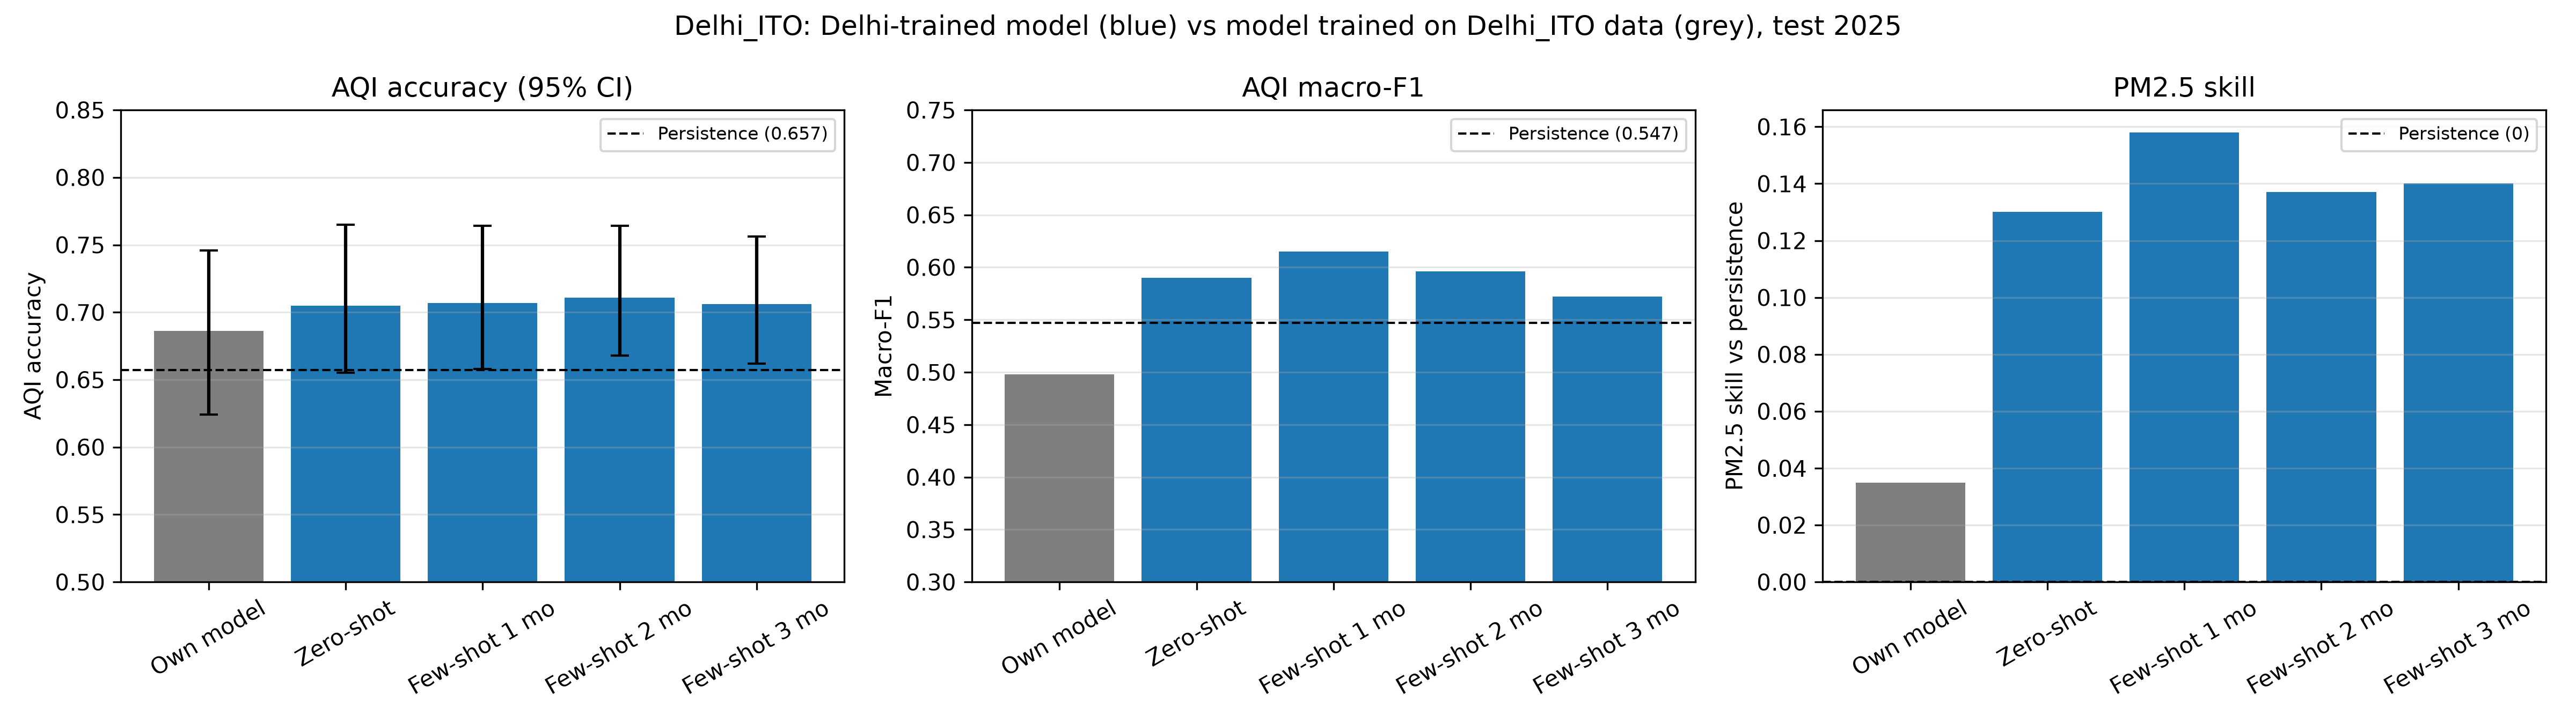 Delhi_ITO: Delhi-trained model (blue) vs model trained on Delhi_ITO data (grey), test 2025
AQI accuracy (95% CI)
AQI accuracy
0.85
0.80
0.75
0.70
0.65
0.60
0.55
0.50
Persistence (0.657)
Own model
Zero-shot
Few-shot 1 mo
Few-shot 2 mo
Few-shot 3 mo
AQI macro-F1
Macro-F1
0.75
0.70
0.65
0.60
0.55
0.50
0.45
0.40
0.35
0.30
Persistence (0.547)
Own model
Zero-shot
Few-shot 1 mo
Few-shot 2 mo
Few-shot 3 mo
PM2.5 skill
PM2.5 skill vs persistence
0.16
0.14
0.12
0.10
0.08
0.06
0.04
0.02
0.00
Persistence (0)
Own model
Zero-shot
Few-shot 1 mo
Few-shot 2 mo
Few-shot 3 mo